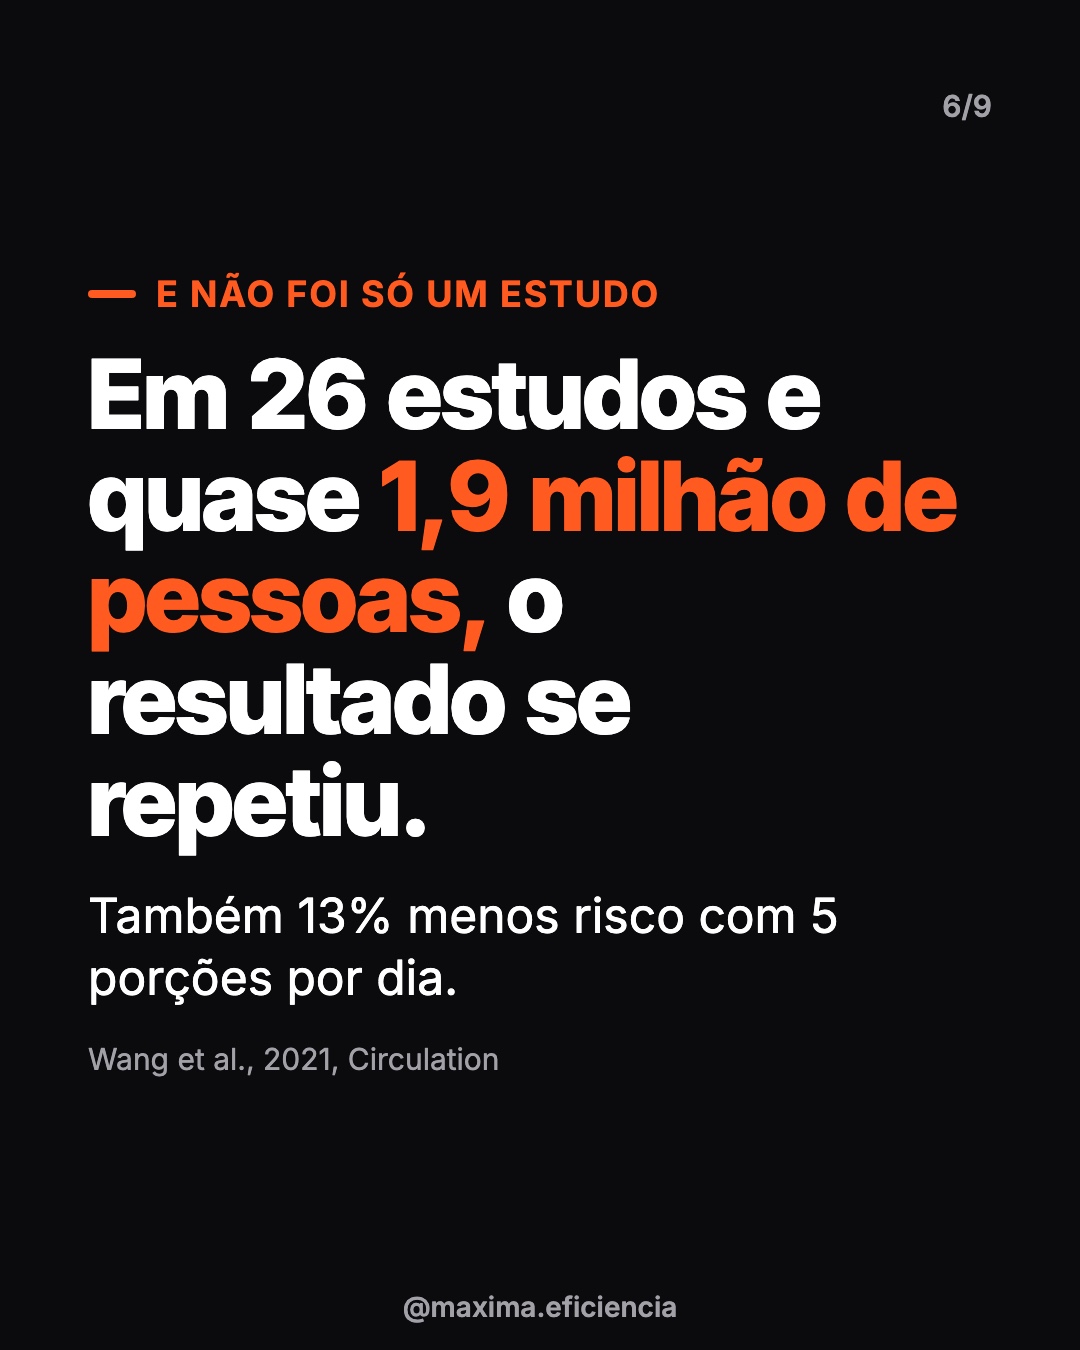 6/9
E NÃO FOI SÓ UM ESTUDO
Em 26 estudos e
quase 1,9 milhão de
pessoas, o
resultado se
repetiu.
Também 13% menos risco com 5
porções por dia.
Wang et al., 2021, Circulation
@maxima.eficiencia